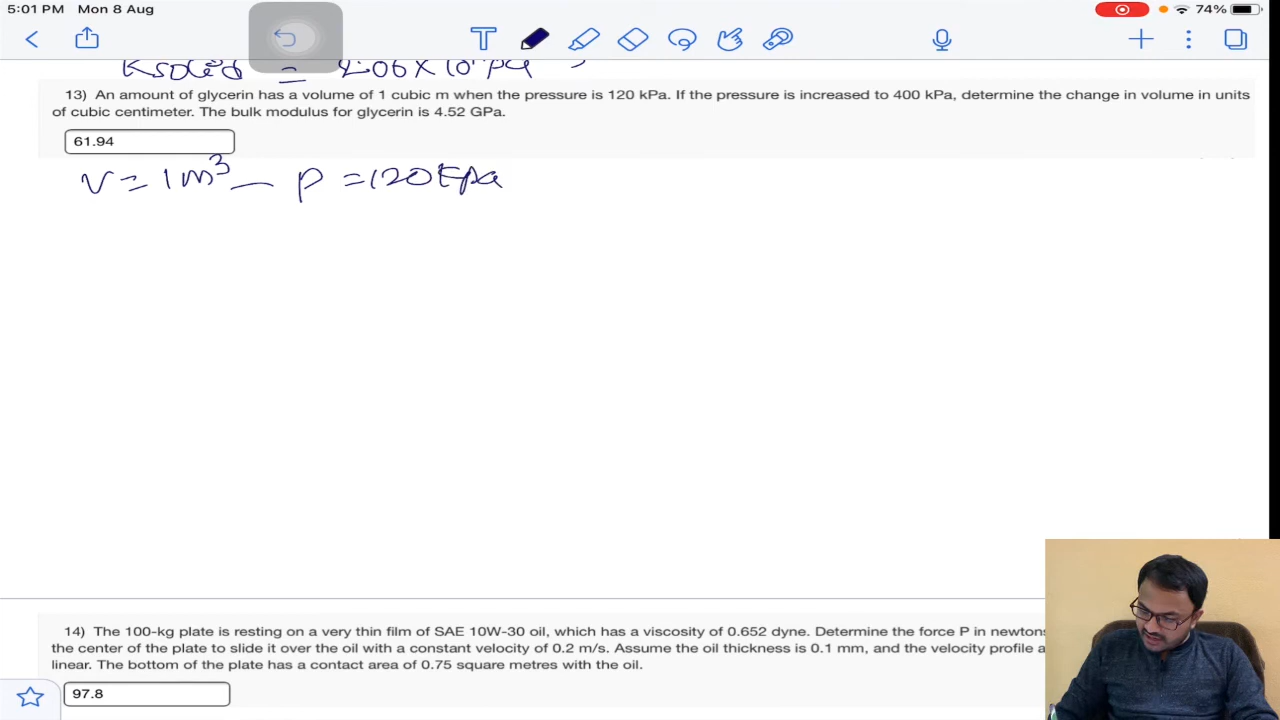 5:01 PM Mon 8 Aug
74%
T
13) An amount of glycerin has a volume of 1 cubic m when the pressure is 120 kPa. If the pressure is increased to 400 kPa, determine the change in volume in units
of cubic centimeter. The bulk modulus for glycerin is 4.52 GPa.
61.94
V = 1m³ — P = 120 kpa
14) The 100-kg plate is resting on a very thin film of SAE 10W-30 oil, which has a viscosity of 0.652 dyne. Determine the force P in newtons
the center of the plate to slide it over the oil with a constant velocity of 0.2 m/s. Assume the oil thickness is 0.1 mm, and the velocity profile a
linear. The bottom of the plate has a contact area of 0.75 square metres with the oil.
97.8